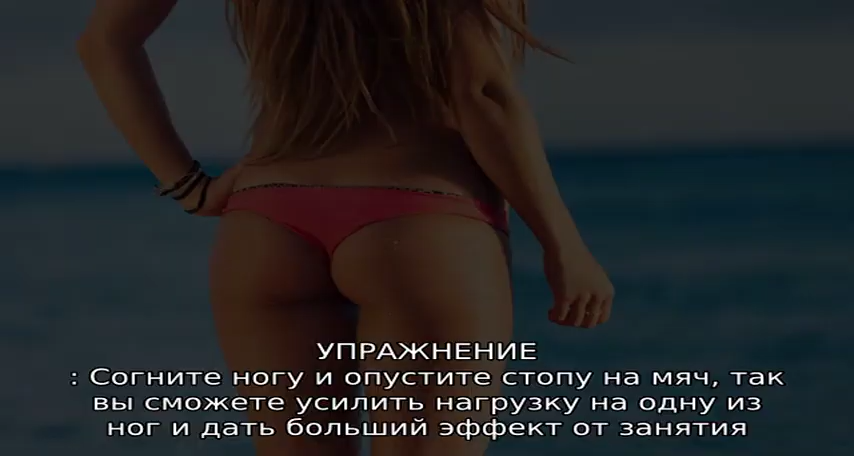 УПРАЖНЕНИЕ
: Согните ногу и опустите стопу на мяч, так
вы сможете усилить нагрузку на одну из
ног и дать больший эффект от занятия